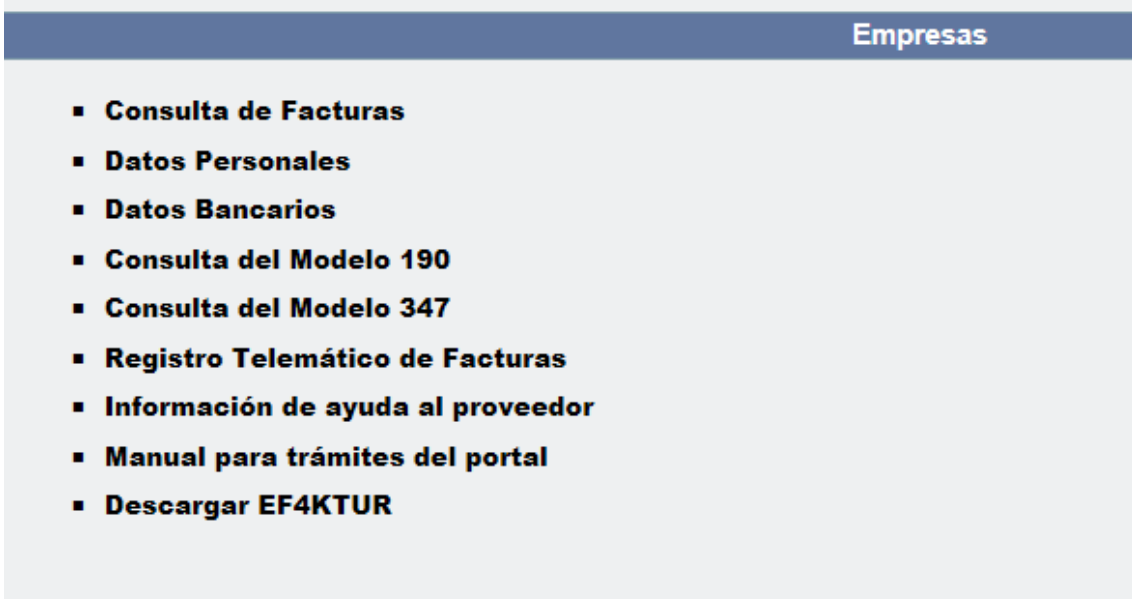 Empresas
Consulta de Facturas
Datos Personales
Datos Bancarios
Consulta del Modelo 190
Consulta del Modelo 347
Registro Telemático de Facturas
Información de ayuda al proveedor
Manual para trámites del portal
Descargar EF4KTUR